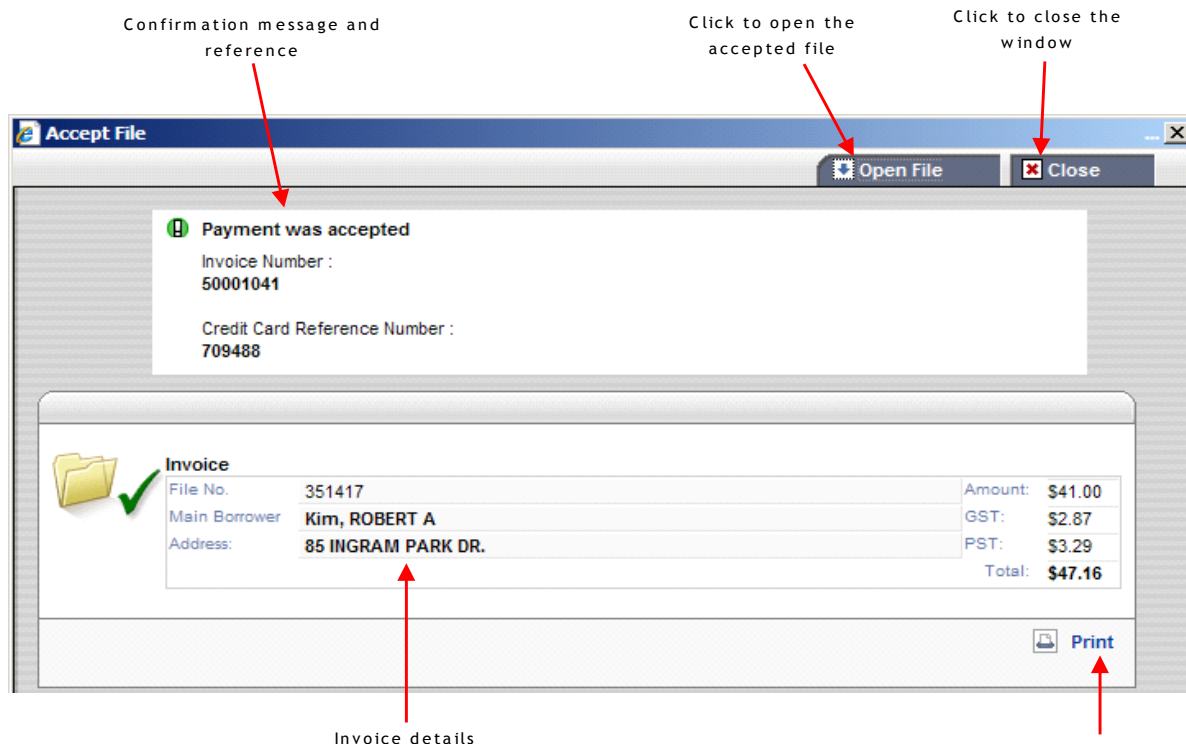 Confirmation message and
reference
Click to open the
accepted file
Click to close the
window
Accept File
...
Open File
Close
Payment was accepted
Invoice Number :
50001041
Credit Card Reference Number :
709488
Invoice
File No. 351417 Amount: $41.00
Main Borrower Kim, ROBERT A GST: $2.87
Address: 85 INGRAM PARK DR. PST: $3.29
Total: $47.16
Print
Invoice details